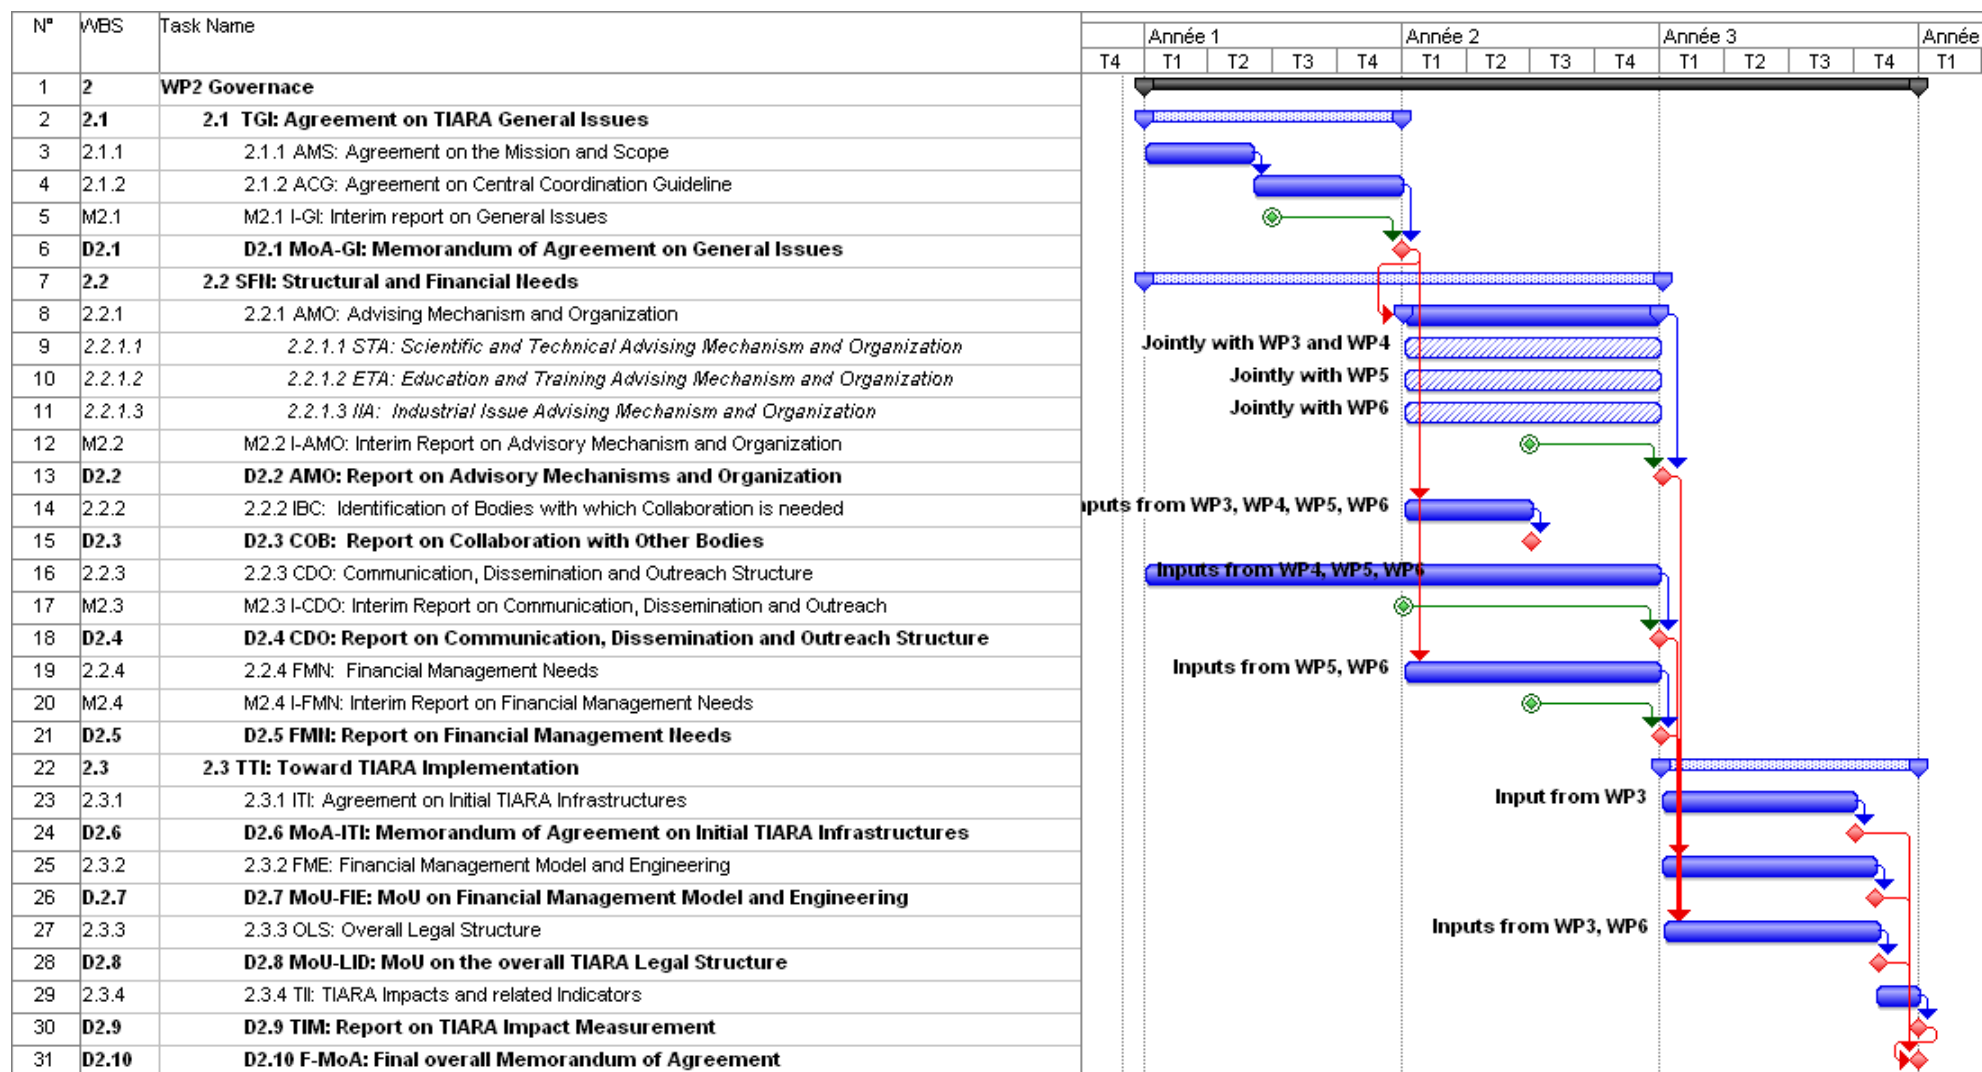 N° WBS Task Name
Année 1 Année 2 Année 3 Année
T4 T1 T2 T3 T4 T1 T2 T3 T4 T1 T2 T3 T4 T1
1 2 WP2 Governace
2 2.1 2.1 TGI: Agreement on TIARA General Issues
3 2.1.1 2.1.1 AMS: Agreement on the Mission and Scope
4 2.1.2 2.1.2 ACG: Agreement on Central Coordination Guideline
5 M2.1 M2.1 I-GI: Interim report on General Issues
6 D2.1 D2.1 MoA-GI: Memorandum of Agreement on General Issues
7 2.2 2.2 SFN: Structural and Financial Needs
8 2.2.1 2.2.1 AMO: Advising Mechanism and Organization
9 2.2.1.1 2.2.1.1 STA: Scientific and Technical Advising Mechanism and Organization Jointly with WP3 and WP4
10 2.2.1.2 2.2.1.2 ETA: Education and Training Advising Mechanism and Organization Jointly with WP5
11 2.2.1.3 2.2.1.3 IIA: Industrial Issue Advising Mechanism and Organization Jointly with WP6
12 M2.2 M2.2 I-AMO: Interim Report on Advisory Mechanism and Organization
13 D2.2 D2.2 AMO: Report on Advisory Mechanisms and Organization
14 2.2.2 2.2.2 IBC: Identification of Bodies with which Collaboration is needed nputs from WP3, WP4, WP5, WP6
15 D2.3 D2.3 COB: Report on Collaboration with Other Bodies
16 2.2.3 2.2.3 CDO: Communication, Dissemination and Outreach Structure Inputs from WP4, WP5, WP6
17 M2.3 M2.3 I-CDO: Interim Report on Communication, Dissemination and Outreach
18 D2.4 D2.4 CDO: Report on Communication, Dissemination and Outreach Structure
19 2.2.4 2.2.4 FMN: Financial Management Needs Inputs from WP5, WP6
20 M2.4 M2.4 I-FMN: Interim Report on Financial Management Needs
21 D2.5 D2.5 FMN: Report on Financial Management Needs
22 2.3 2.3 TTI: Toward TIARA Implementation
23 2.3.1 2.3.1 ITI: Agreement on Initial TIARA Infrastructures Input from WP3
24 D2.6 D2.6 MoA-ITI: Memorandum of Agreement on Initial TIARA Infrastructures
25 2.3.2 2.3.2 FME: Financial Management Model and Engineering
26 D.2.7 D2.7 MoU-FIE: MoU on Financial Management Model and Engineering
27 2.3.3 2.3.3 OLS: Overall Legal Structure Inputs from WP3, WP6
28 D2.8 D2.8 MoU-LID: MoU on the overall TIARA Legal Structure
29 2.3.4 2.3.4 TII: TIARA Impacts and related Indicators
30 D2.9 D2.9 TIM: Report on TIARA Impact Measurement
31 D2.10 D2.10 F-MoA: Final overall Memorandum of Agreement